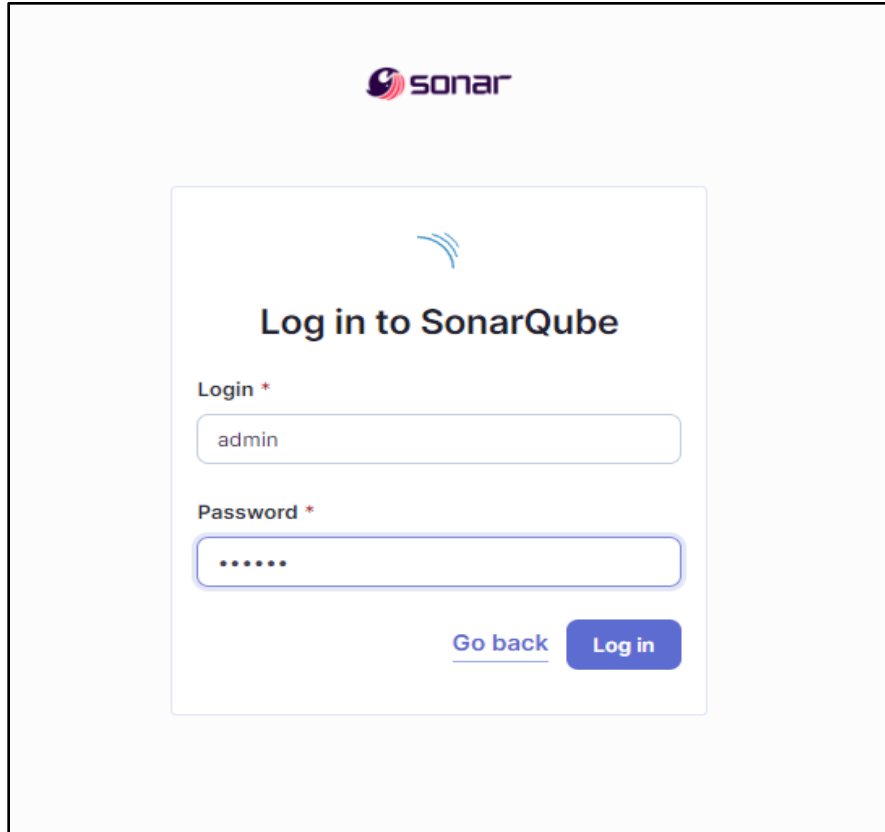 sonar
Log in to SonarQube
Login *
admin
Password *
••••••
Go back Log in